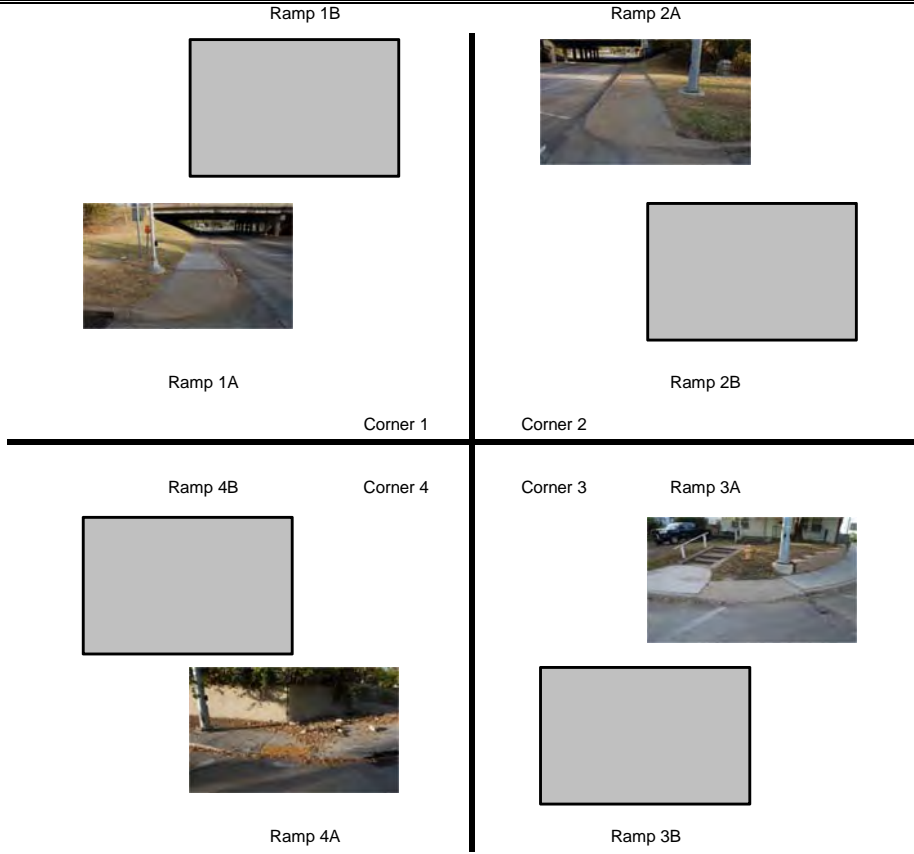 Ramp 1B
Ramp 2A
Ramp 1A
Ramp 2B
Corner 1
Corner 2
Ramp 4B
Corner 4
Corner 3
Ramp 3A
Ramp 4A
Ramp 3B